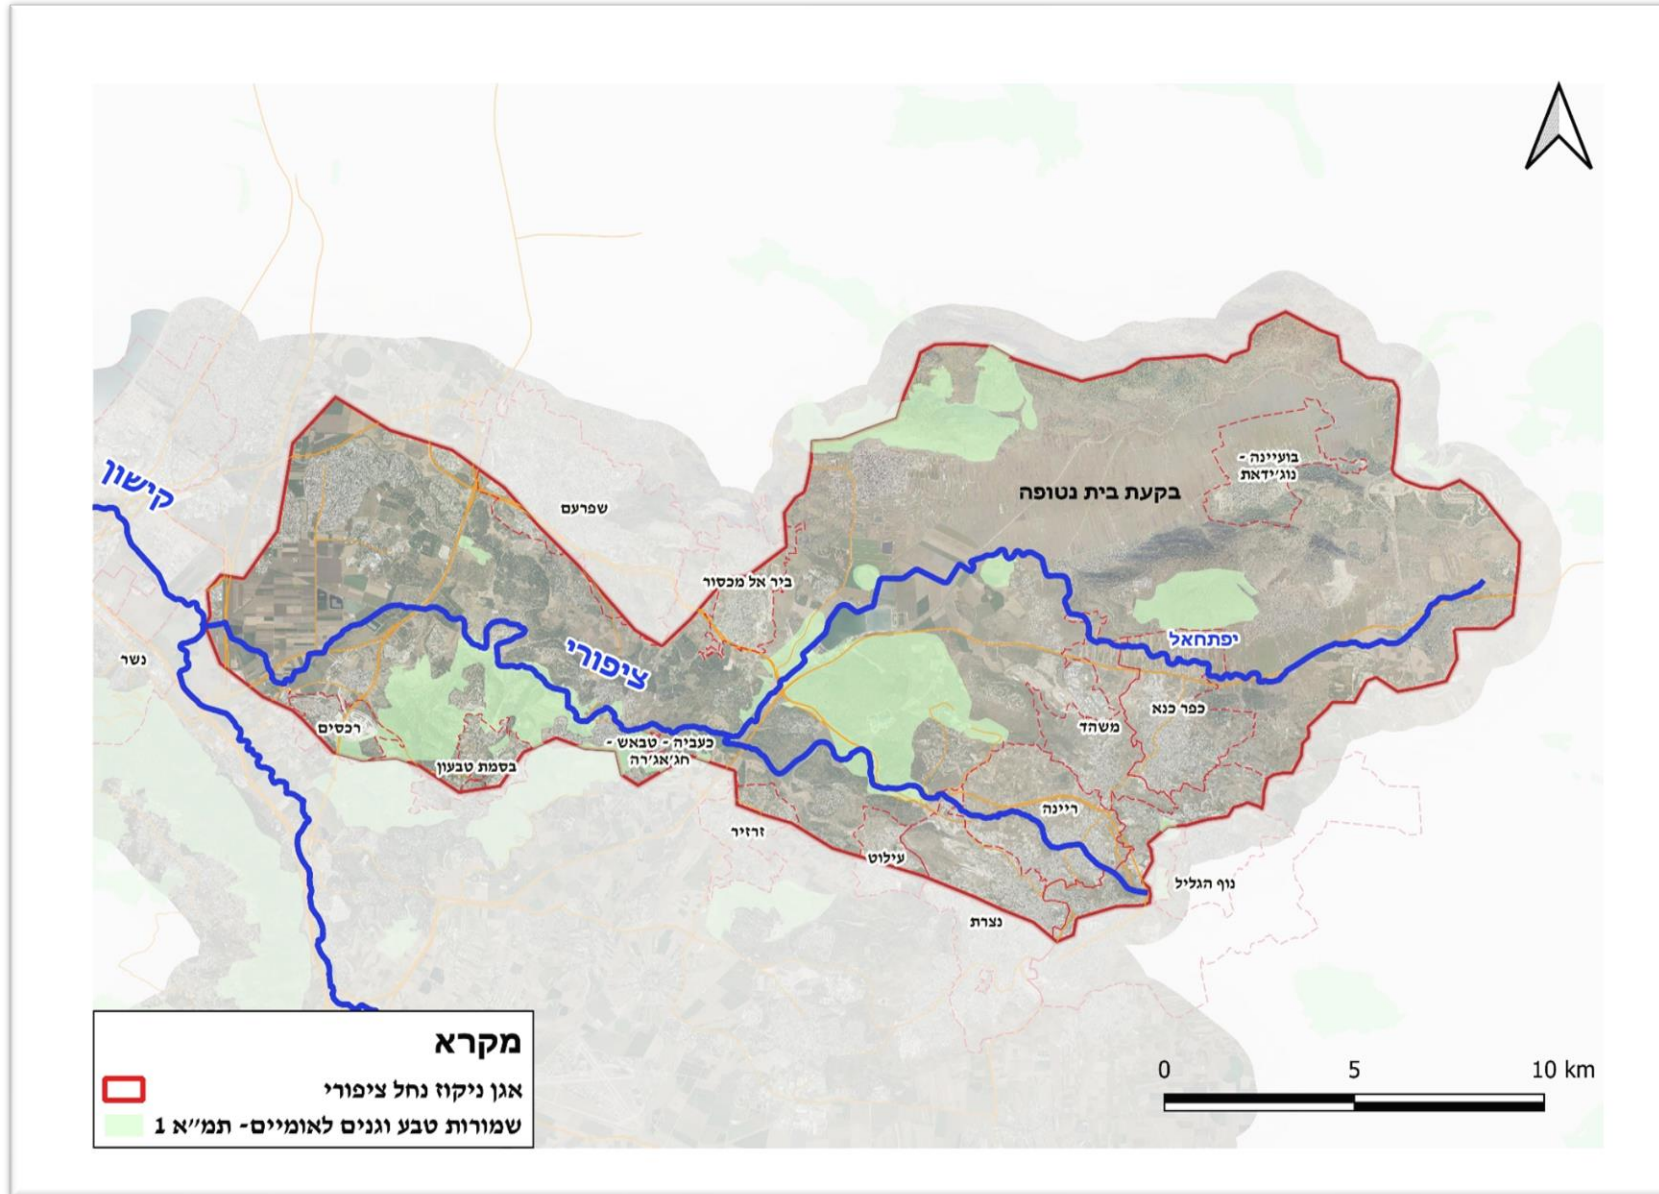 קישון
שפרעם
בועיינה -
נוג'ידאת
בקעת בית נטופה
ביר אל מכסור
נשר
ציפורי
יפתחאל
רכסים
כפר כנא
משהד
כעביה - טבאש -
חג'אג'רה
בסמת טבעון
ריינה
זרזיר
עילוט
נוף הגליל
נצרת
מקרא
אגן ניקוז נחל ציפורי
שמורות טבע וגנים לאומיים- תמ"א 1
0 5 10 km